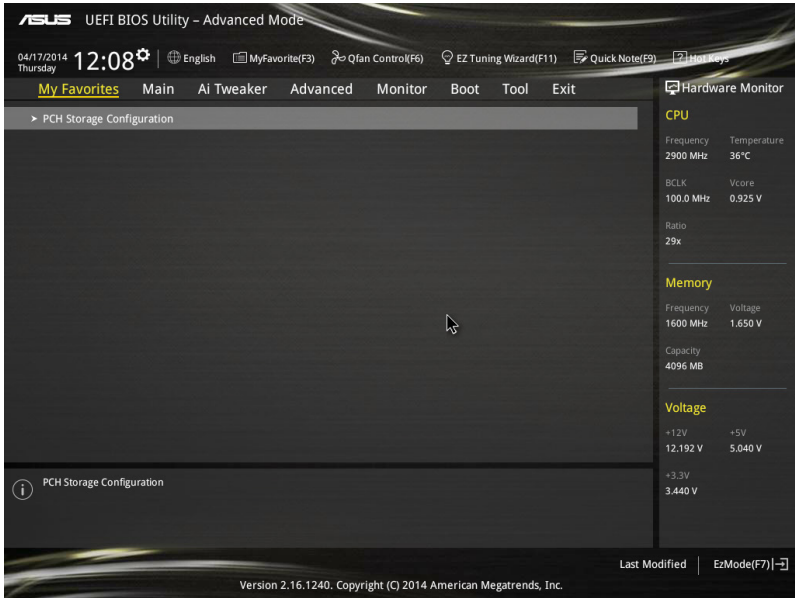 ASUS UEFI BIOS Utility – Advanced Mode
04/17/2014 Thursday 12:08 English MyFavorite(F3) Qfan Control(F6) EZ Tuning Wizard(F11) Quick Note(F9) ? Hot Keys
My Favorites Main Ai Tweaker Advanced Monitor Boot Tool Exit
> PCH Storage Configuration
i PCH Storage Configuration
Hardware Monitor
CPU
Frequency Temperature
2900 MHz 36°C
BCLK Vcore
100.0 MHz 0.925 V
Ratio
29x
Memory
Frequency Voltage
1600 MHz 1.650 V
Capacity
4096 MB
Voltage
+12V +5V
12.192 V 5.040 V
+3.3V
3.440 V
Last Modified EzMode(F7)
Version 2.16.1240. Copyright (C) 2014 American Megatrends, Inc.